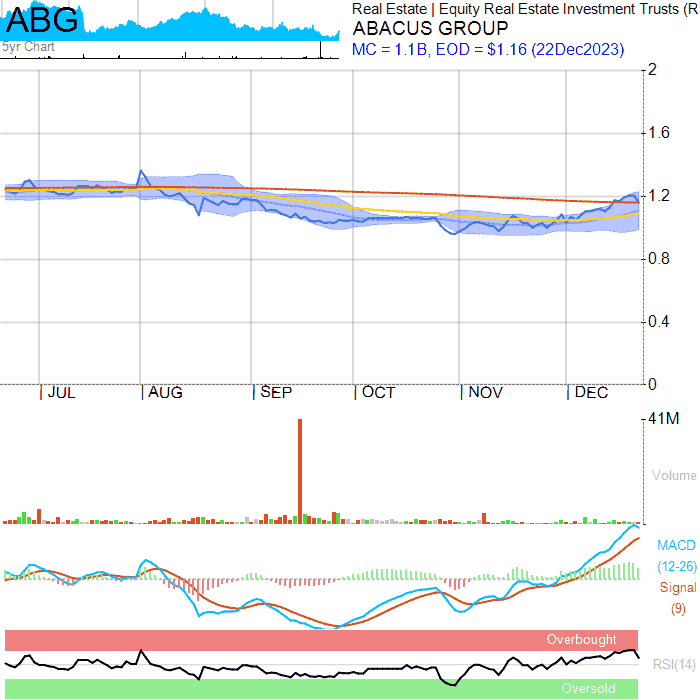 ABG
5yr Chart
Real Estate | Equity Real Estate Investment Trusts (R
ABACUS GROUP
MC = 1.1B, EOD = $1.16 (22Dec2023)
2
1.6
1.2
0.8
0.4
0
JUL AUG SEP OCT NOV DEC
41M
Volume
MACD
(12-26)
Signal
(9)
Overbought
RSI(14)
Oversold